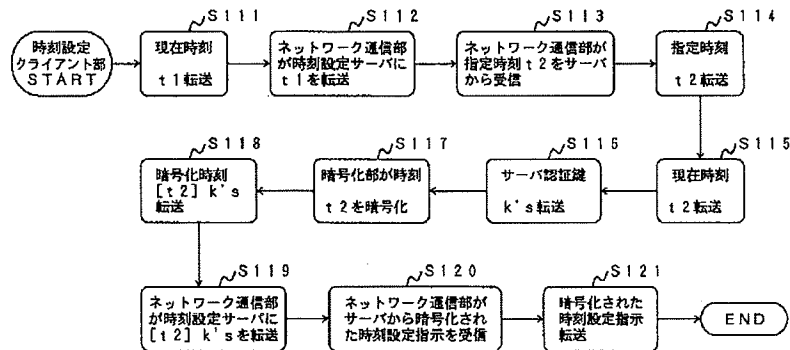 S111
S112
S113
S114
時刻設定
クライアント部
START
現在時刻
t1転送
ネットワーク通信部
が時刻設定サーバに
t1を転送
ネットワーク通信部が
指定時刻t2をサーバ
から受信
指定時刻
t2転送
S118
S117
S116
S115
暗号化時刻
[t2]k's
転送
暗号化部が時刻
t2を暗号化
サーバ認証鍵
k's転送
現在時刻
t2転送
S119
S120
S121
ネットワーク通信部
が時刻設定サーバに
[t2]k'sを転送
ネットワーク通信部が
サーバから暗号化され
た時刻設定指示を受信
暗号化された
時刻設定指示
転送
END